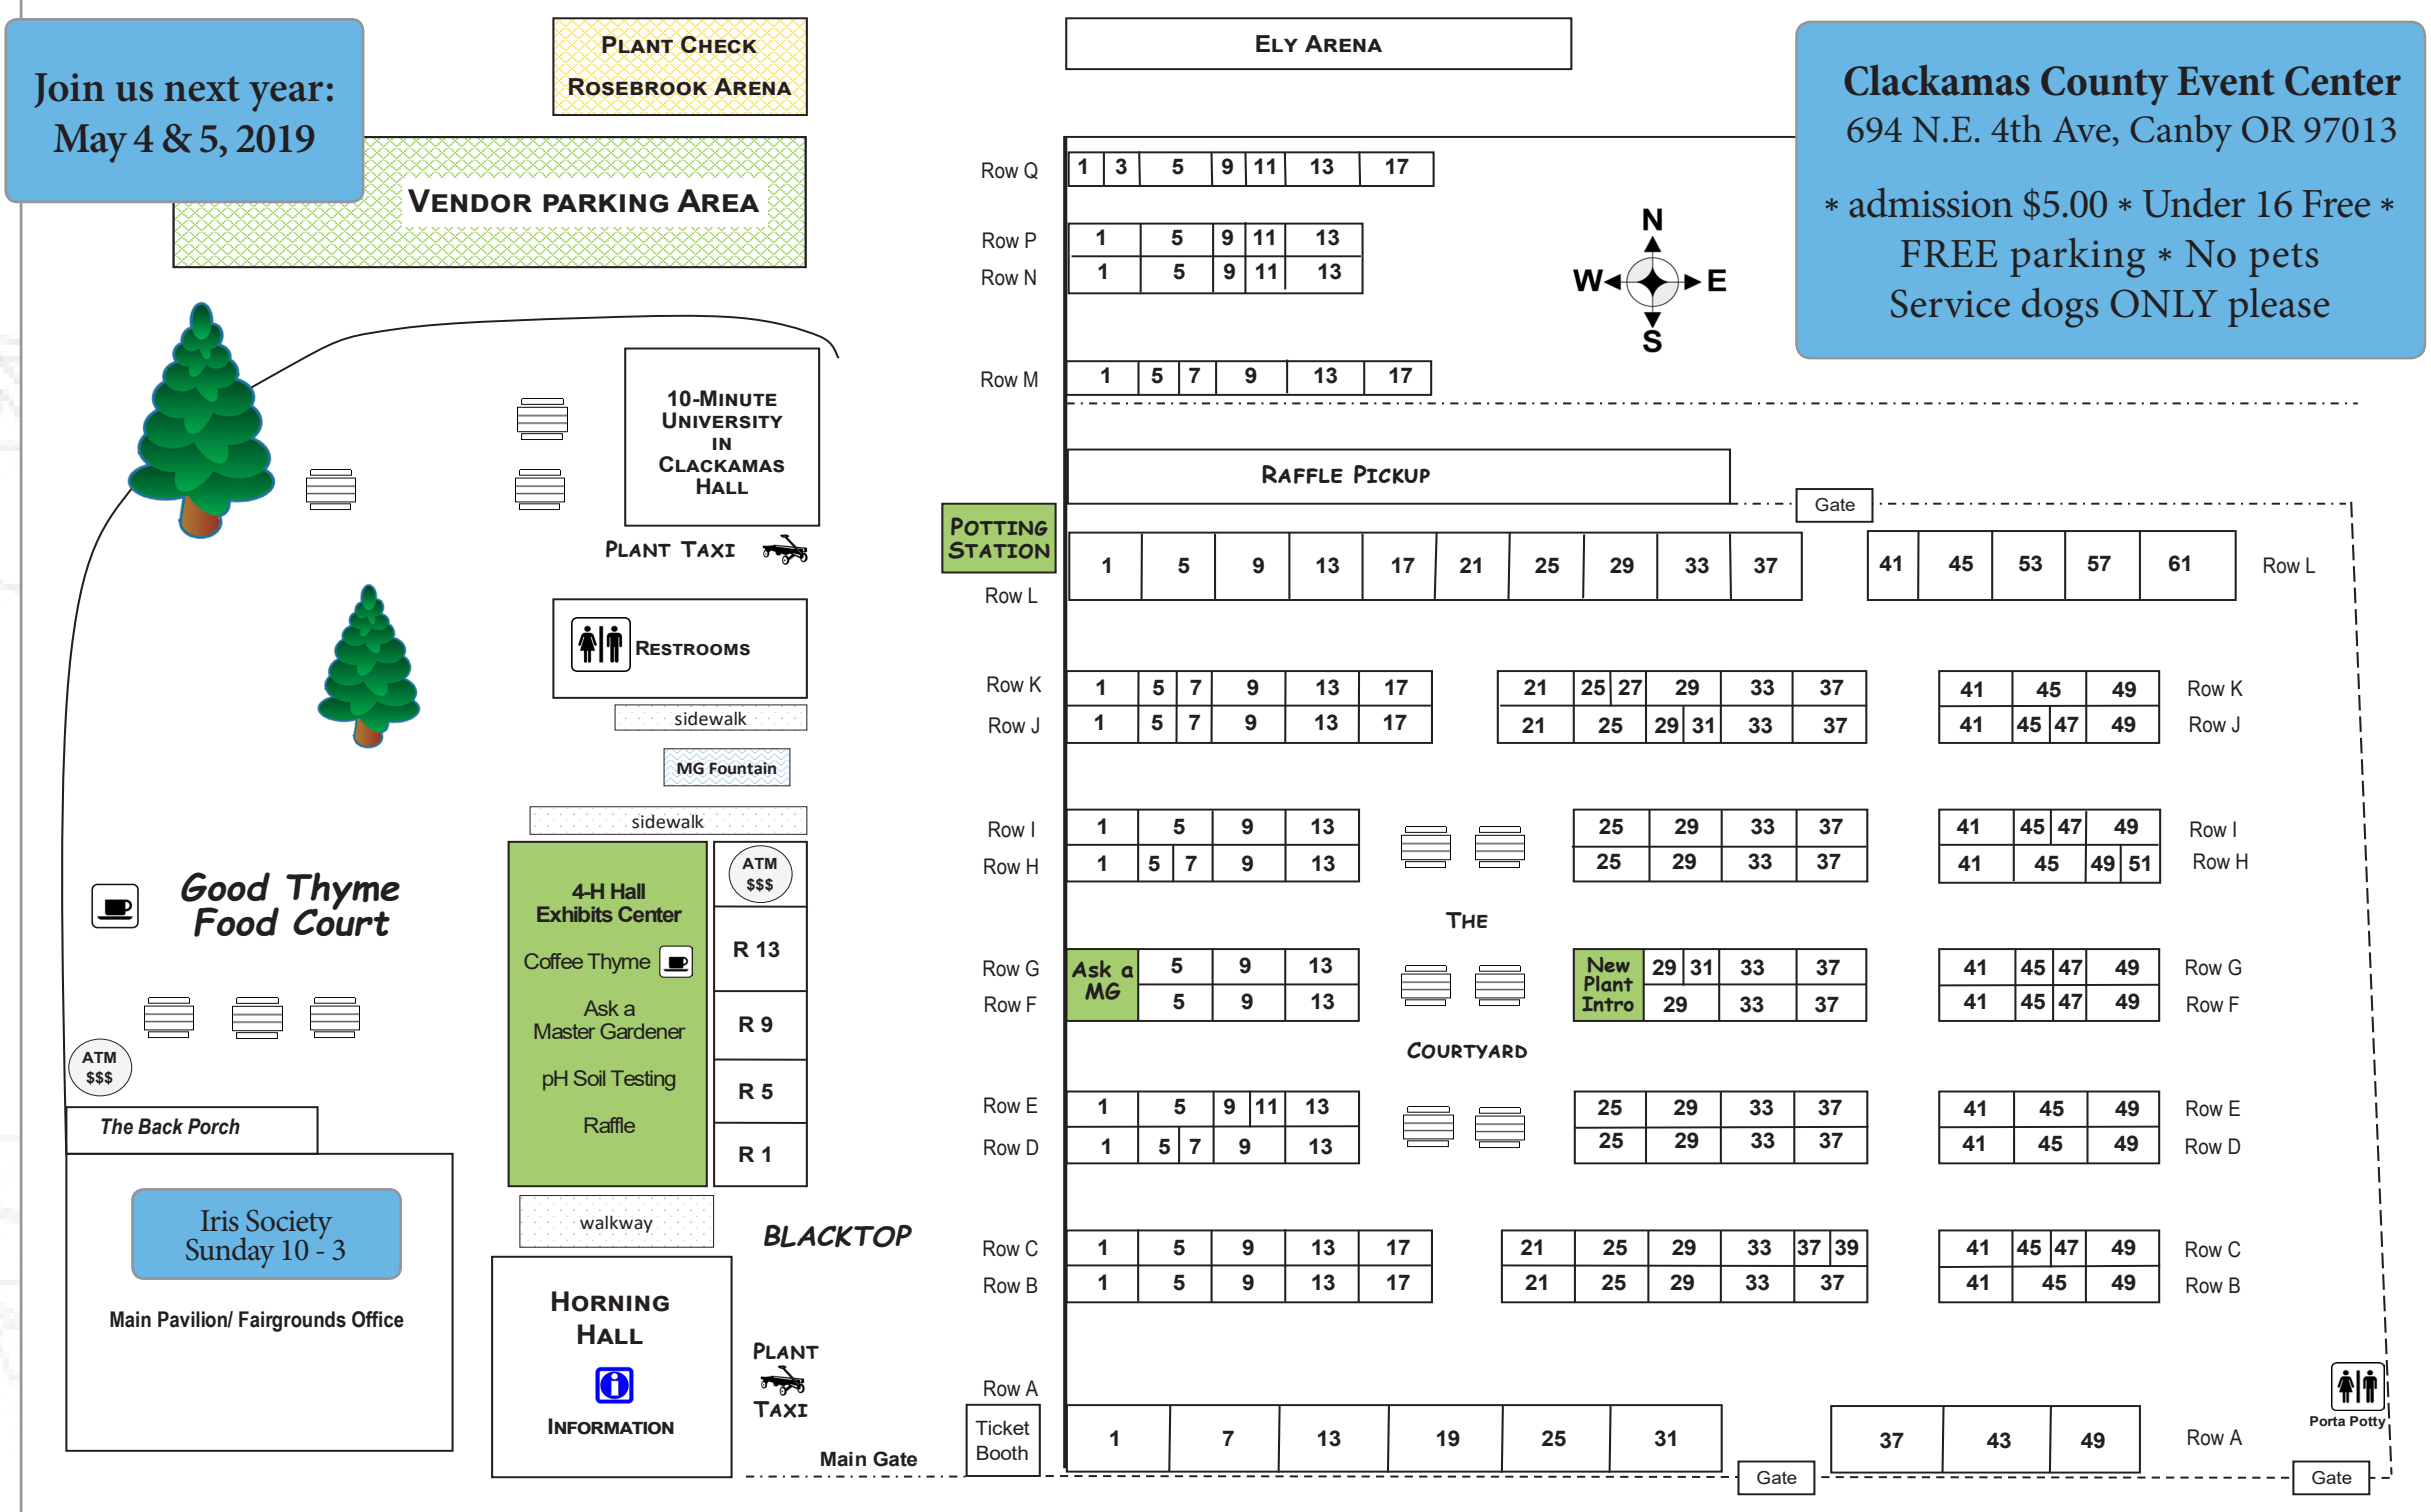 Join us next year:
May 4 & 5, 2019
Plant Check
Rosebrook Arena
Vendor parking Area
Ely Arena
Clackamas County Event Center
694 N.E. 4th Ave, Canby OR 97013
* admission $5.00 * Under 16 Free *
FREE parking * No pets
Service dogs ONLY please
N
W E
S
Row Q 1 3 5 9 11 13 17
Row P 1 5 9 11 13
Row N 1 5 9 11 13
Row M 1 5 7 9 13 17
10-Minute
University
in
Clackamas
Hall
Plant Taxi
Raffle Pickup
Gate
Potting
Station
Row L 1 5 9 13 17 21 25 29 33 37 41 45 53 57 61 Row L
Restrooms
sidewalk
MG Fountain
sidewalk
Row K 1 5 7 9 13 17 21 25 27 29 33 37 41 45 49 Row K
Row J 1 5 7 9 13 17 21 25 29 31 33 37 41 45 47 49 Row J
Row I 1 5 9 13 25 29 33 37 41 45 47 49 Row I
Row H 1 5 7 9 13 25 29 33 37 41 45 49 51 Row H
Good Thyme
Food Court
ATM
$$$
4-H Hall
Exhibits Center
Coffee Thyme
Ask a
Master Gardener
pH Soil Testing
Raffle
ATM
$$$
R 13
R 9
R 5
R 1
The
Ask a
MG
New
Plant
Intro
Row G 5 9 13 29 31 33 37 41 45 47 49 Row G
Row F 5 9 13 29 33 37 41 45 47 49 Row F
Courtyard
Row E 1 5 9 11 13 25 29 33 37 41 45 49 Row E
Row D 1 5 7 9 13 25 29 33 37 41 45 49 Row D
The Back Porch
Iris Society
Sunday 10 - 3
Main Pavilion/ Fairgrounds Office
walkway
BLACKTOP
Row C 1 5 9 13 17 21 25 29 33 37 39 41 45 47 49 Row C
Row B 1 5 9 13 17 21 25 29 33 37 41 45 49 Row B
Horning
Hall
i
Information
Plant
Taxi
Main Gate
Row A
Ticket
Booth
1 7 13 19 25 31 37 43 49 Row A
Porta Potty
Gate
Gate